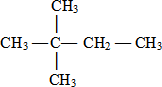 CH₃
CH₃ — C — CH₂ — CH₃
CH₃